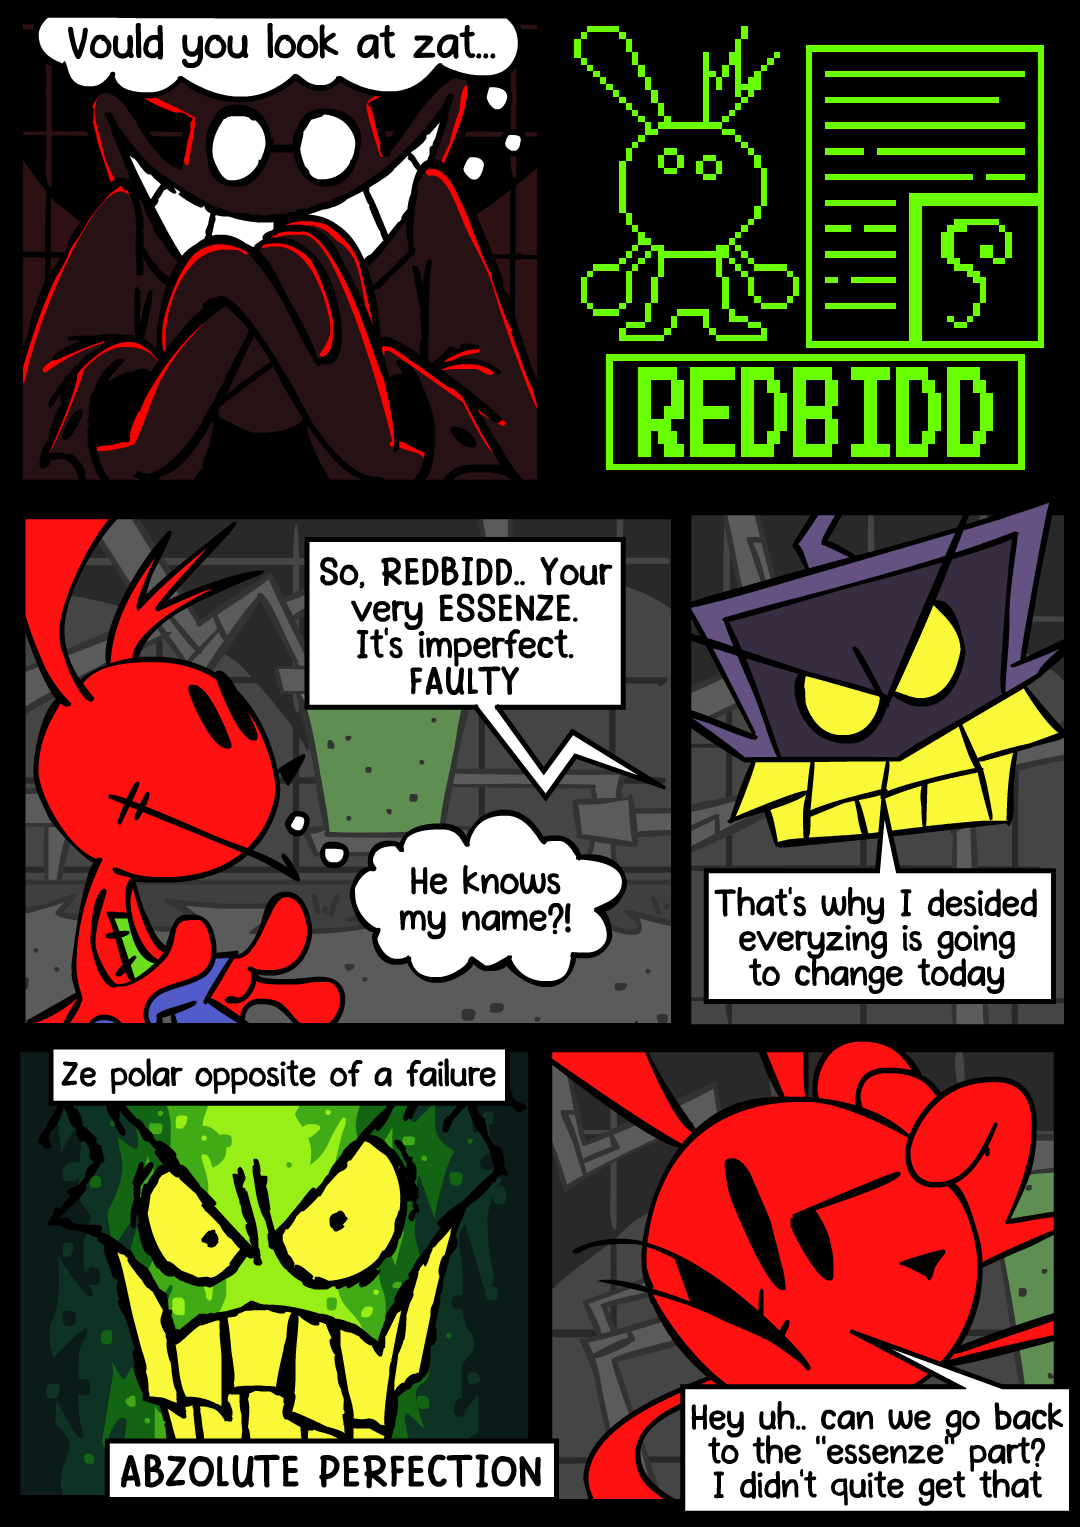 Vould you look at zat...
REDBIDD
So, REDBIDD.. Your
very ESSENZE.
It's imperfect.
FAULTY
He knows
my name?!
That's why I desided
everyzing is going
to change today
Ze polar opposite of a failure
ABZOLUTE PERFECTION
Hey uh.. can we go back
to the "essenze" part?
I didn't quite get that